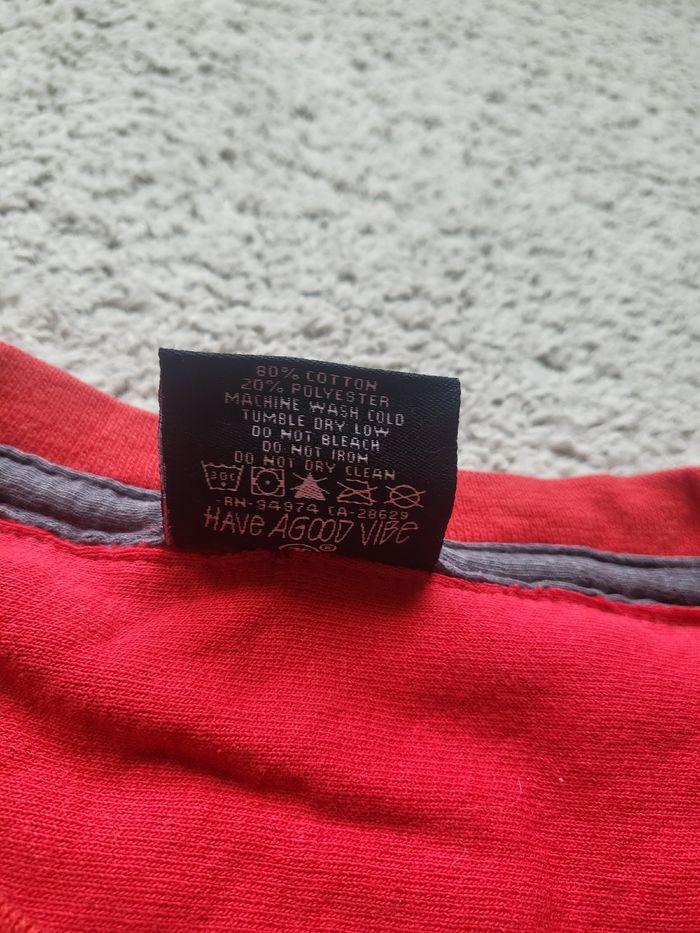 80% COTTON
20% POLYESTER
MACHINE WASH COLD
TUMBLE DRY LOW
DO NOT BLEACH
DO NOT IRON
DO NOT DRY CLEAN
30C
RN-94974 CA-28629
HAVE A GOOD VIBE
®